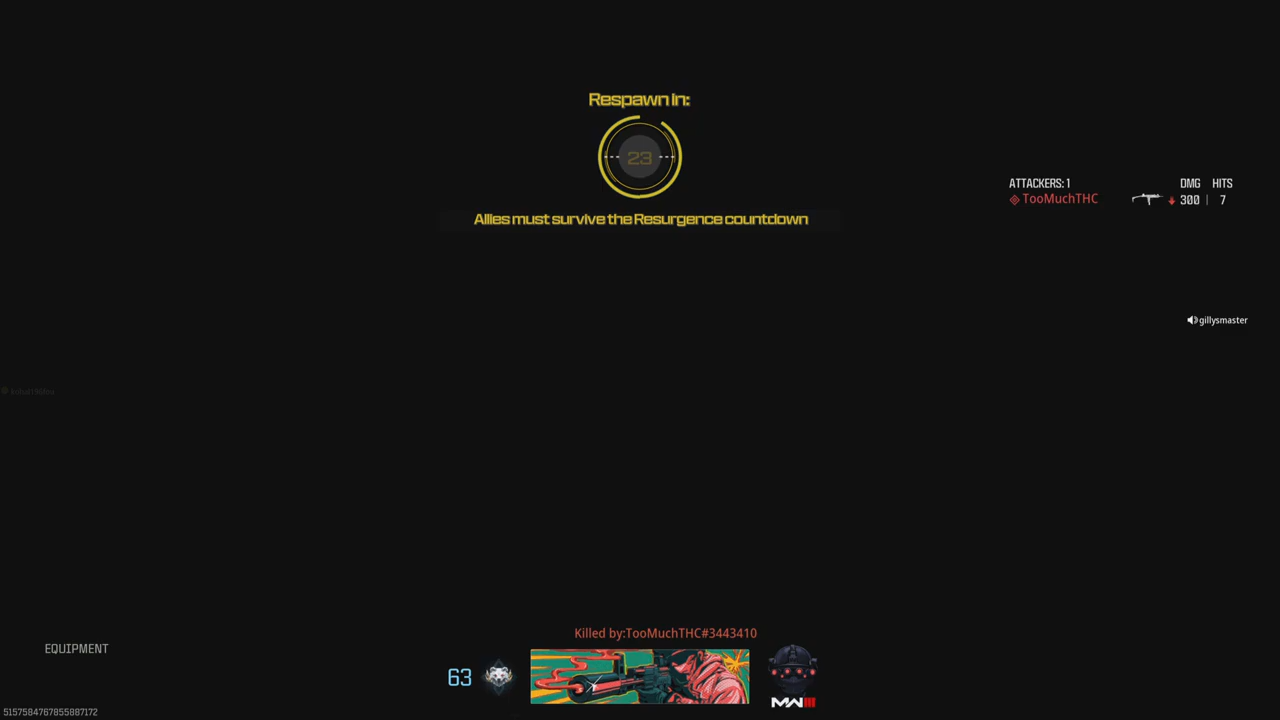 Respawn in:
23
Allies must survive the Resurgence countdown
ATTACKERS: 1 DMG HITS
TooMuchTHC 300 | 7
gillysmaster
Killed by:TooMuchTHC#3443410
EQUIPMENT
63
MWIII
5157584767855887172